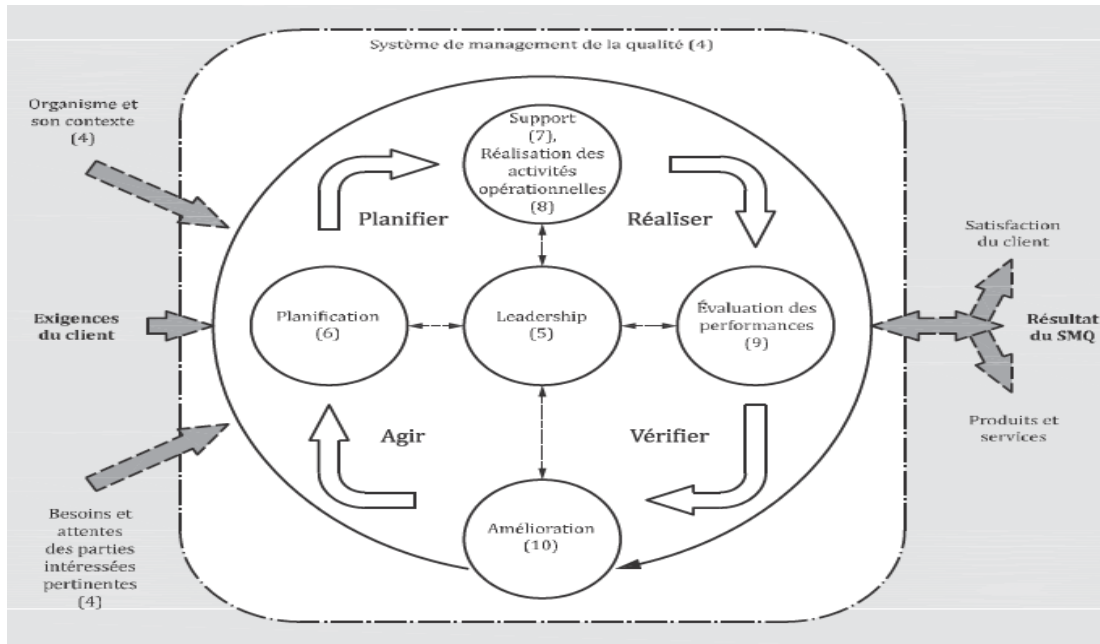 Système de management de la qualité (4)
Organisme et
son contexte
(4)
Support
(7),
Réalisation des
activités
opérationnelles
(8)
Planifier
Réaliser
Satisfaction
du client
Exigences
du client
Planification
(6)
Leadership
(5)
Évaluation des
performances
(9)
Résultat
du SMQ
Agir
Vérifier
Produits et
services
Besoins et
attentes
des parties
intéressées
pertinentes
(4)
Amélioration
(10)